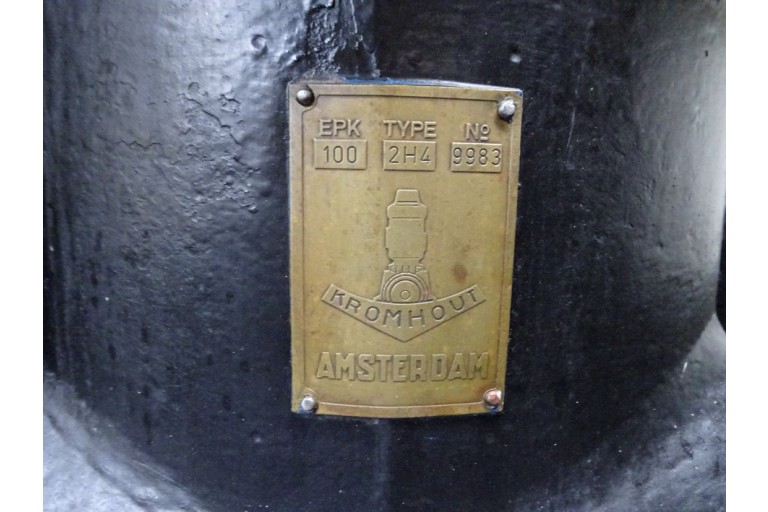 EPK TYPE No
100 2H4 9983
KROMHOUT
AMSTERDAM